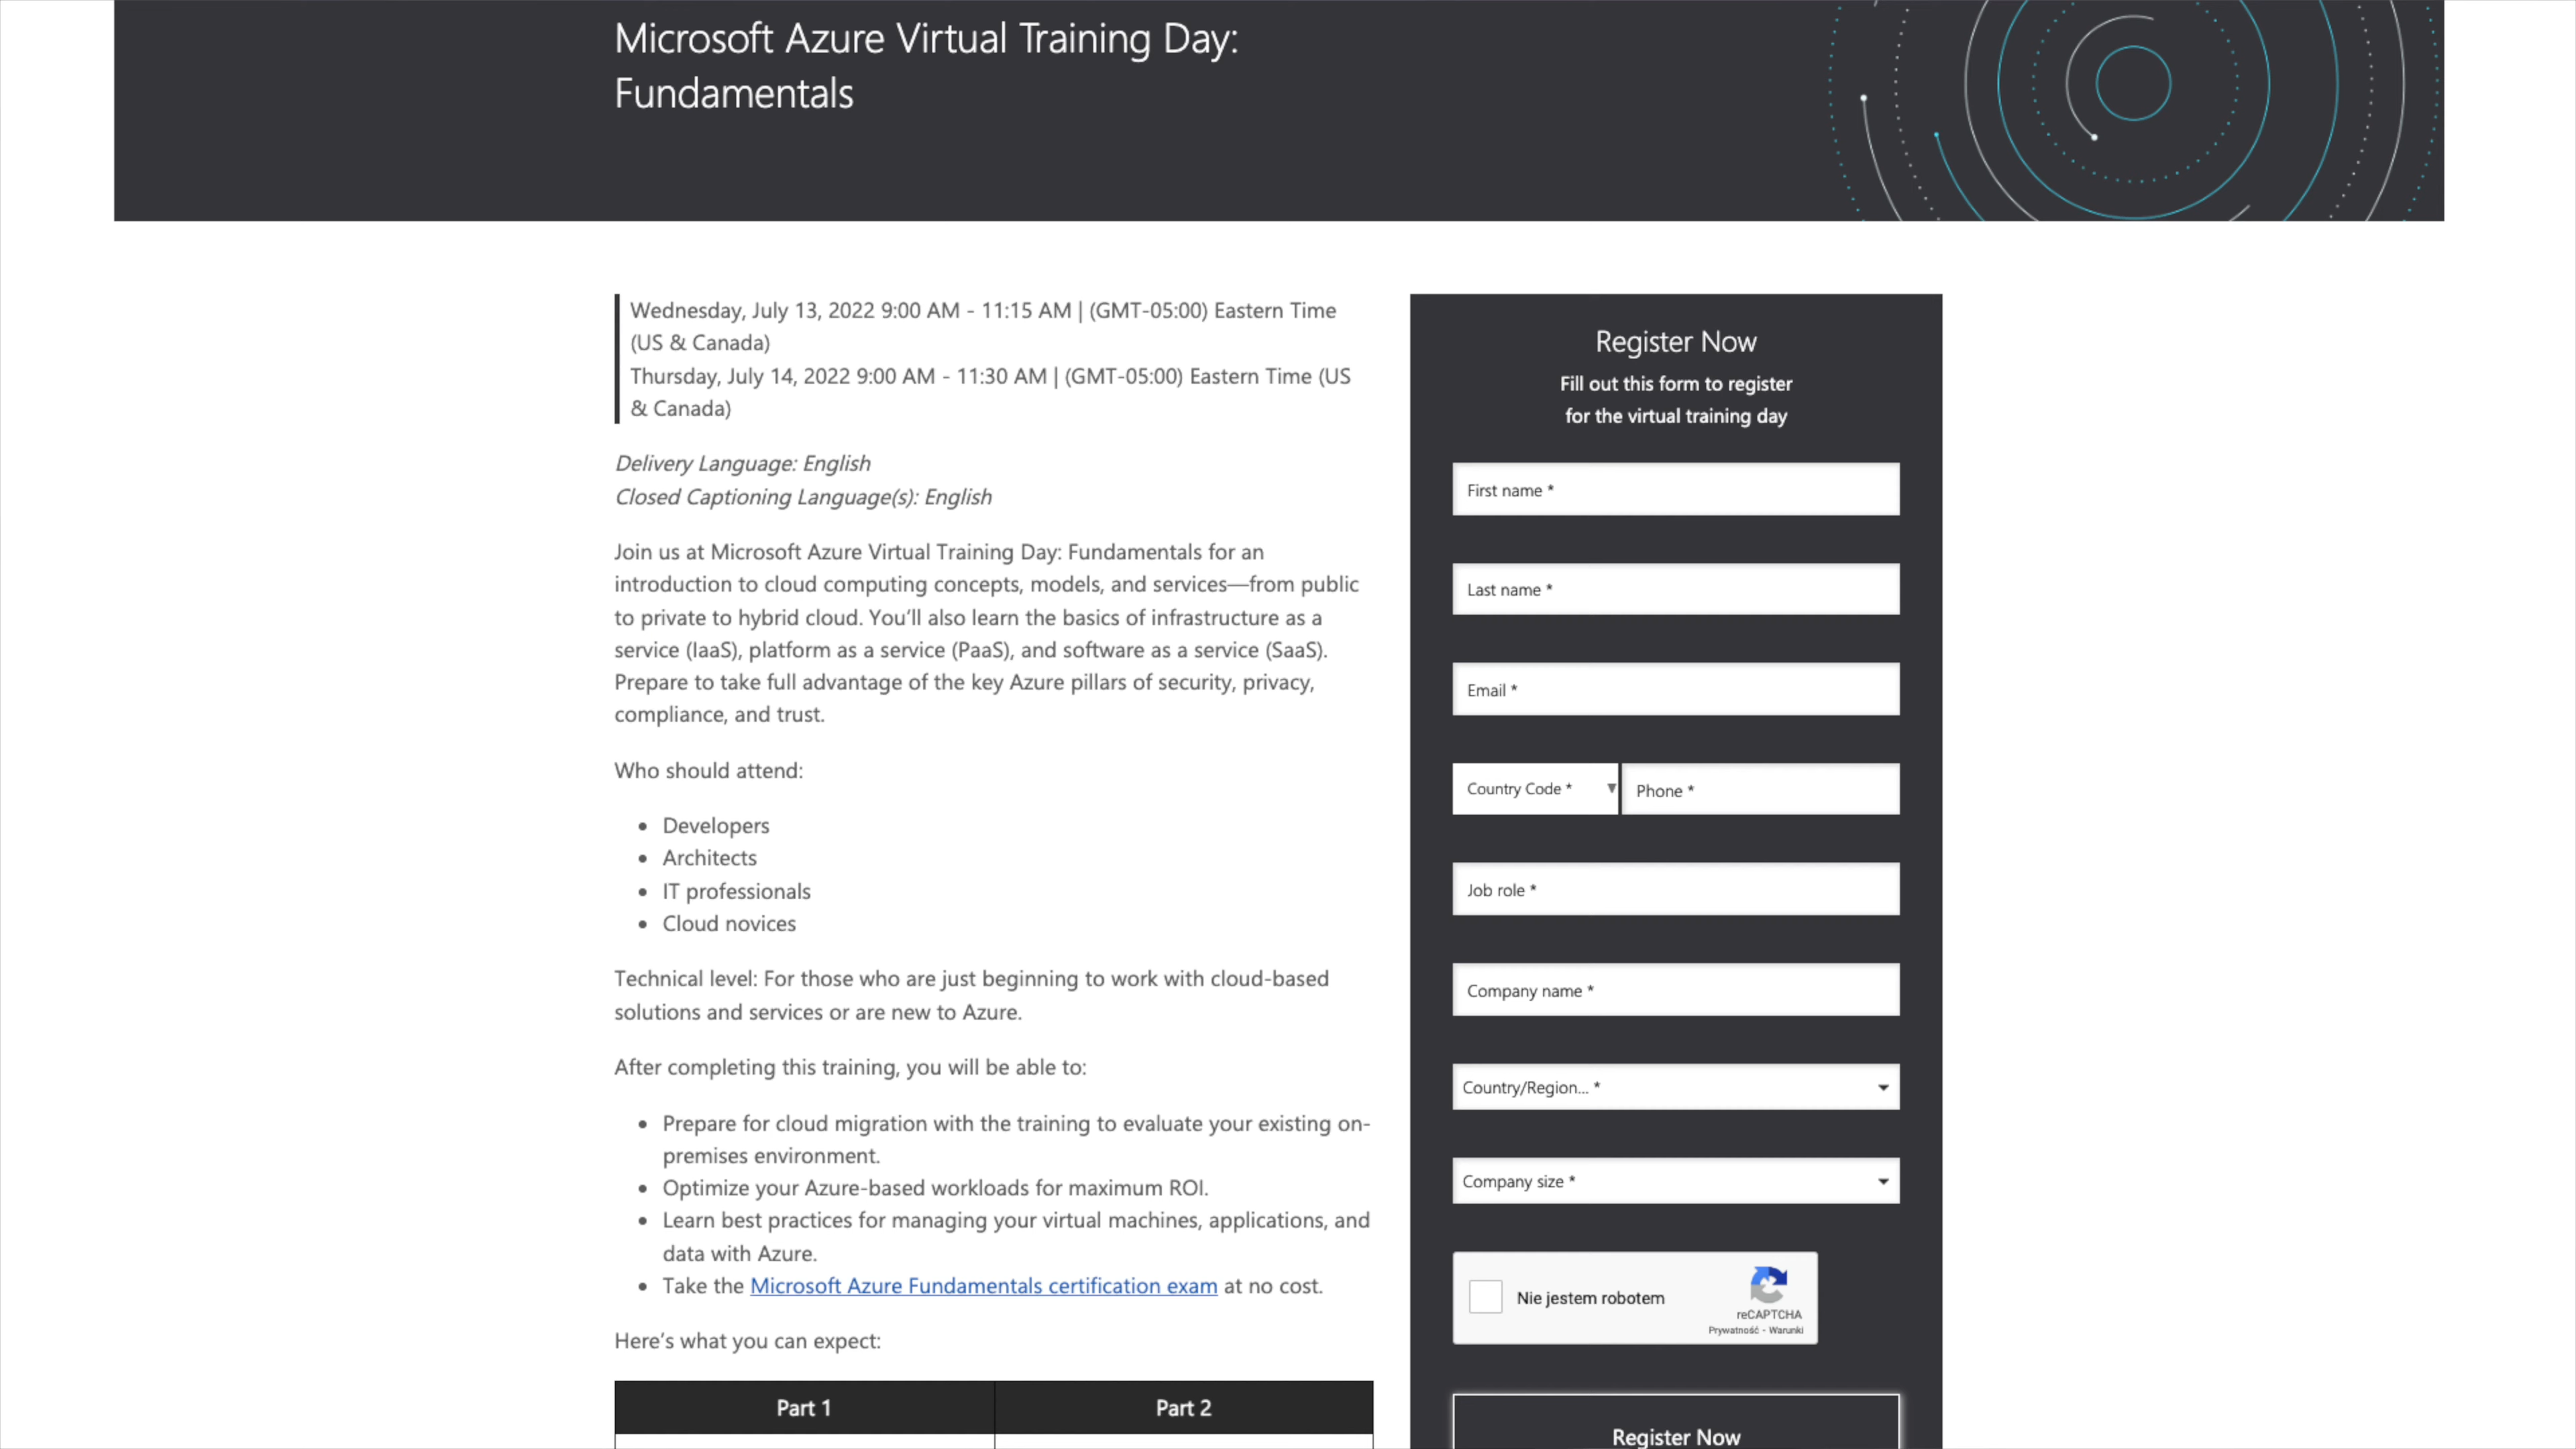 Microsoft Azure Virtual Training Day:
Fundamentals
Wednesday, July 13, 2022 9:00 AM - 11:15 AM | (GMT-05:00) Eastern Time
(US & Canada)
Thursday, July 14, 2022 9:00 AM - 11:30 AM | (GMT-05:00) Eastern Time (US
& Canada)
Delivery Language: English
Closed Captioning Language(s): English
Join us at Microsoft Azure Virtual Training Day: Fundamentals for an
introduction to cloud computing concepts, models, and services—from public
to private to hybrid cloud. You’ll also learn the basics of infrastructure as a
service (IaaS), platform as a service (PaaS), and software as a service (SaaS).
Prepare to take full advantage of the key Azure pillars of security, privacy,
compliance, and trust.
Who should attend:
• Developers
• Architects
• IT professionals
• Cloud novices
Technical level: For those who are just beginning to work with cloud-based
solutions and services or are new to Azure.
After completing this training, you will be able to:
• Prepare for cloud migration with the training to evaluate your existing on-
premises environment.
• Optimize your Azure-based workloads for maximum ROI.
• Learn best practices for managing your virtual machines, applications, and
data with Azure.
• Take the Microsoft Azure Fundamentals certification exam at no cost.
Here’s what you can expect:
Part 1
Part 2
Register Now
Fill out this form to register
for the virtual training day
First name *
Last name *
Email *
Country Code *
Phone *
Job role *
Company name *
Country/Region... *
Company size *
Nie jestem robotem
reCAPTCHA
Prywatność - Warunki
Register Now